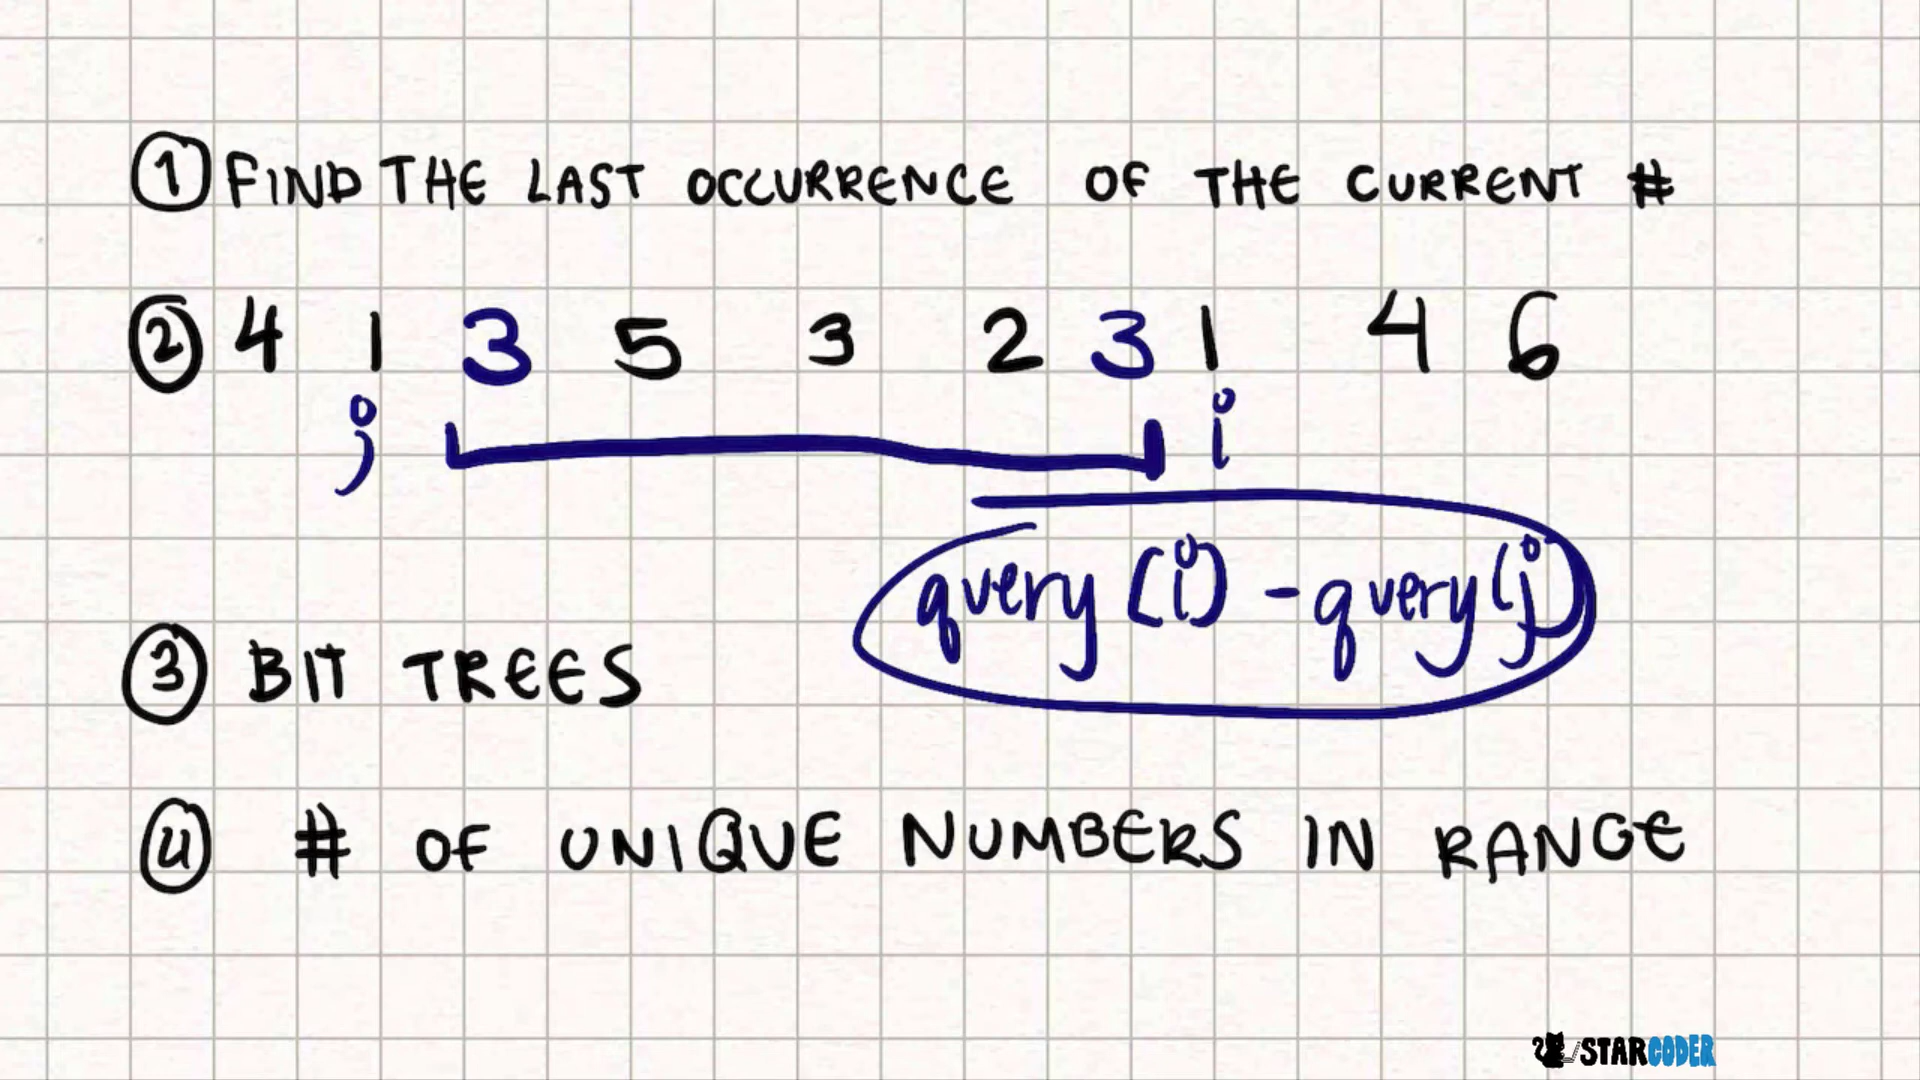 ① FIND THE LAST OCCURRENCE OF THE CURRENT #
② 4 1 3 5 3 2 3 1 4 6
j i
query (i) - query (j)
③ BIT TREES
④ # OF UNIQUE NUMBERS IN RANGE
STARCODER